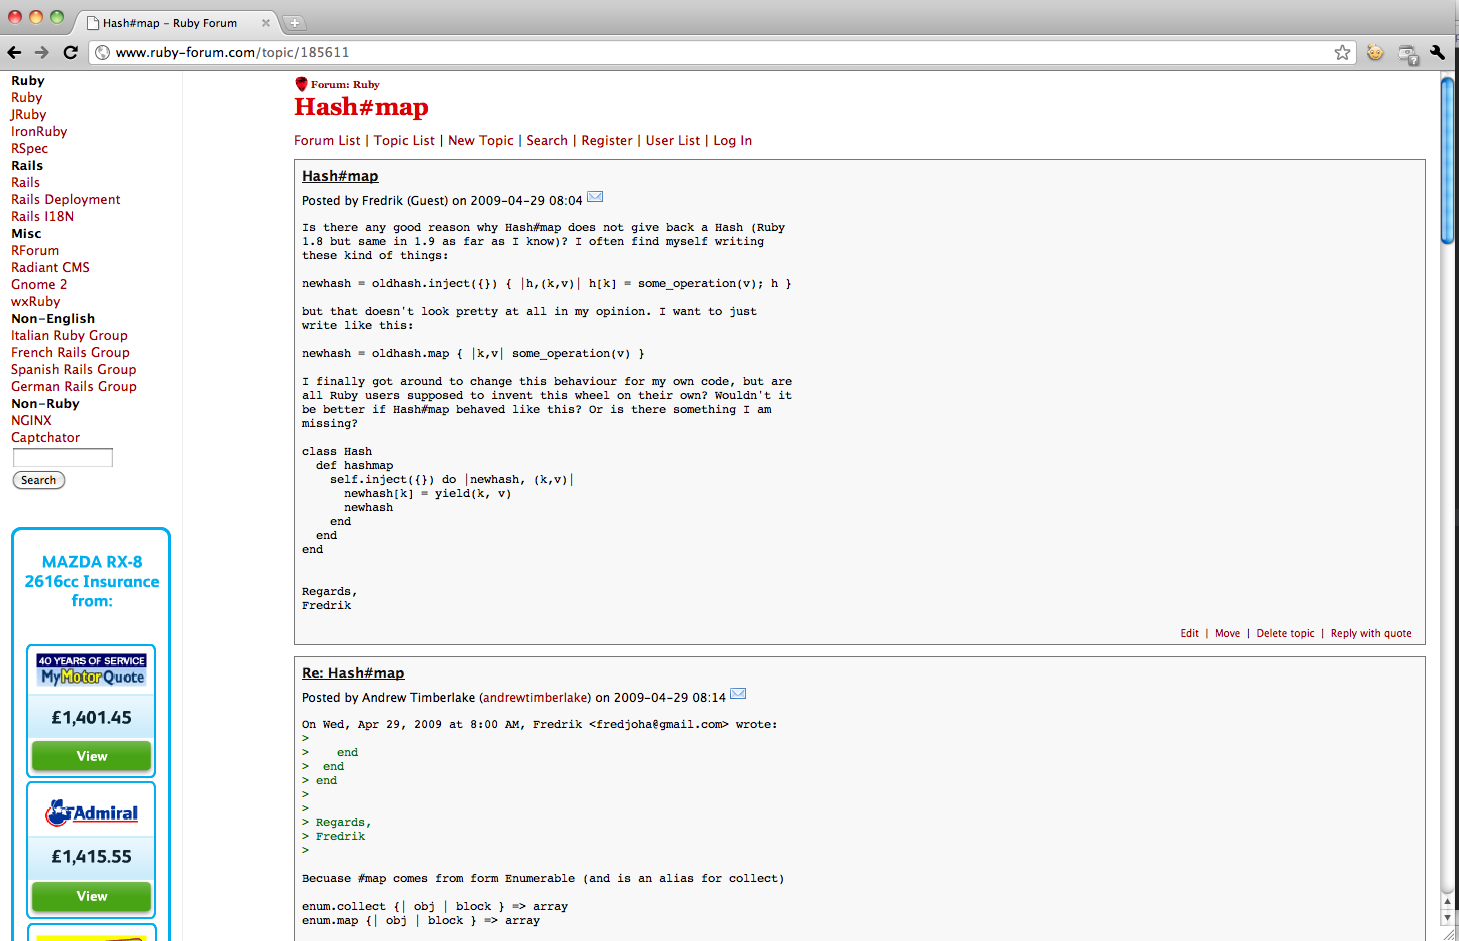 Hash#map – Ruby Forum
www.ruby-forum.com/topic/185611
Ruby
Ruby
JRuby
IronRuby
RSpec
Rails
Rails
Rails Deployment
Rails I18N
Misc
RForum
Radiant CMS
Gnome 2
wxRuby
Non-English
Italian Ruby Group
French Rails Group
Spanish Rails Group
German Rails Group
Non-Ruby
NGINX
Captchator
Search
MAZDA RX-8
2616cc Insurance
from:
40 YEARS OF SERVICE
MyMotorQuote
£1,401.45
View
Admiral
£1,415.55
View
Forum: Ruby
Hash#map
Forum List | Topic List | New Topic | Search | Register | User List | Log In
Hash#map
Posted by Fredrik (Guest) on 2009-04-29 08:04
Is there any good reason why Hash#map does not give back a Hash (Ruby
1.8 but same in 1.9 as far as I know)? I often find myself writing
these kind of things:
newhash = oldhash.inject({}) { |h,(k,v)| h[k] = some_operation(v); h }
but that doesn't look pretty at all in my opinion. I want to just
write like this:
newhash = oldhash.map { |k,v| some_operation(v) }
I finally got around to change this behaviour for my own code, but are
all Ruby users supposed to invent this wheel on their own? Wouldn't it
be better if Hash#map behaved like this? Or is there something I am
missing?
class Hash
  def hashmap
    self.inject({}) do |newhash, (k,v)|
      newhash[k] = yield(k, v)
      newhash
    end
  end
end
Regards,
Fredrik
Edit | Move | Delete topic | Reply with quote
Re: Hash#map
Posted by Andrew Timberlake (andrewtimberlake) on 2009-04-29 08:14
On Wed, Apr 29, 2009 at 8:00 AM, Fredrik <fredjoha@gmail.com> wrote:
>
>    end
>  end
> end
>
>
> Regards,
> Fredrik
>
Becuase #map comes from form Enumerable (and is an alias for collect)
enum.collect {| obj | block } => array
enum.map {| obj | block } => array